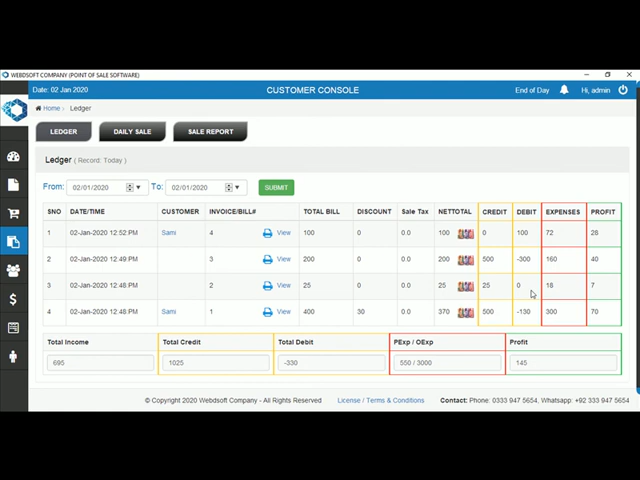 WEBDSOFT COMPANY (POINT OF SALE SOFTWARE)
Date: 02 Jan 2020 CUSTOMER CONSOLE End of Day Hi, admin
Home › Ledger
LEDGER DAILY SALE SALE REPORT
Ledger ( Record: Today )
From: 02/01/2020 To: 02/01/2020 SUBMIT
SNO DATE/TIME CUSTOMER INVOICE/BILL# TOTAL BILL DISCOUNT Sale Tax NETTOTAL CREDIT DEBIT EXPENSES PROFIT
1 02-Jan-2020 12:52 PM Sami 4 View 100 0 0.0 100 0 100 72 28
2 02-Jan-2020 12:49 PM 3 View 200 0 0.0 200 500 -300 160 40
3 02-Jan-2020 12:48 PM 2 View 25 0 0.0 25 25 0 18 7
4 02-Jan-2020 12:48 PM Sami 1 View 400 30 0.0 370 500 -130 300 70
Total Income Total Credit Total Debit PExp / OExp Profit
695 1025 -330 550 / 3000 145
© Copyright 2020 Webdsoft Company - All Rights Reserved License / Terms & Conditions Contact: Phone: 0333 947 5654, Whatsapp: +92 333 947 5654